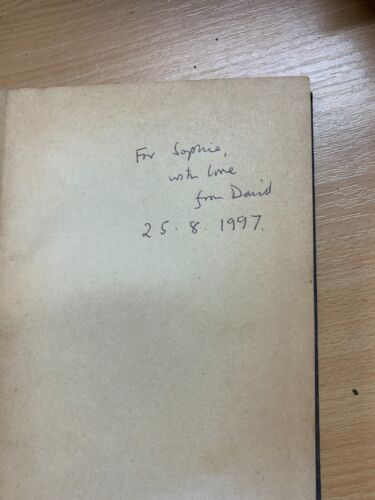 For Sophie,
with love
from David
25.8.1997.